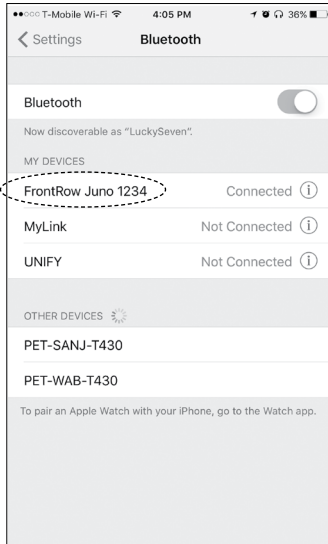 T-Mobile Wi-Fi 4:05 PM 36%
Settings Bluetooth
Bluetooth
Now discoverable as “LuckySeven”.
MY DEVICES
FrontRow Juno 1234 Connected i
MyLink Not Connected i
UNIFY Not Connected i
OTHER DEVICES
PET-SANJ-T430
PET-WAB-T430
To pair an Apple Watch with your iPhone, go to the Watch app.